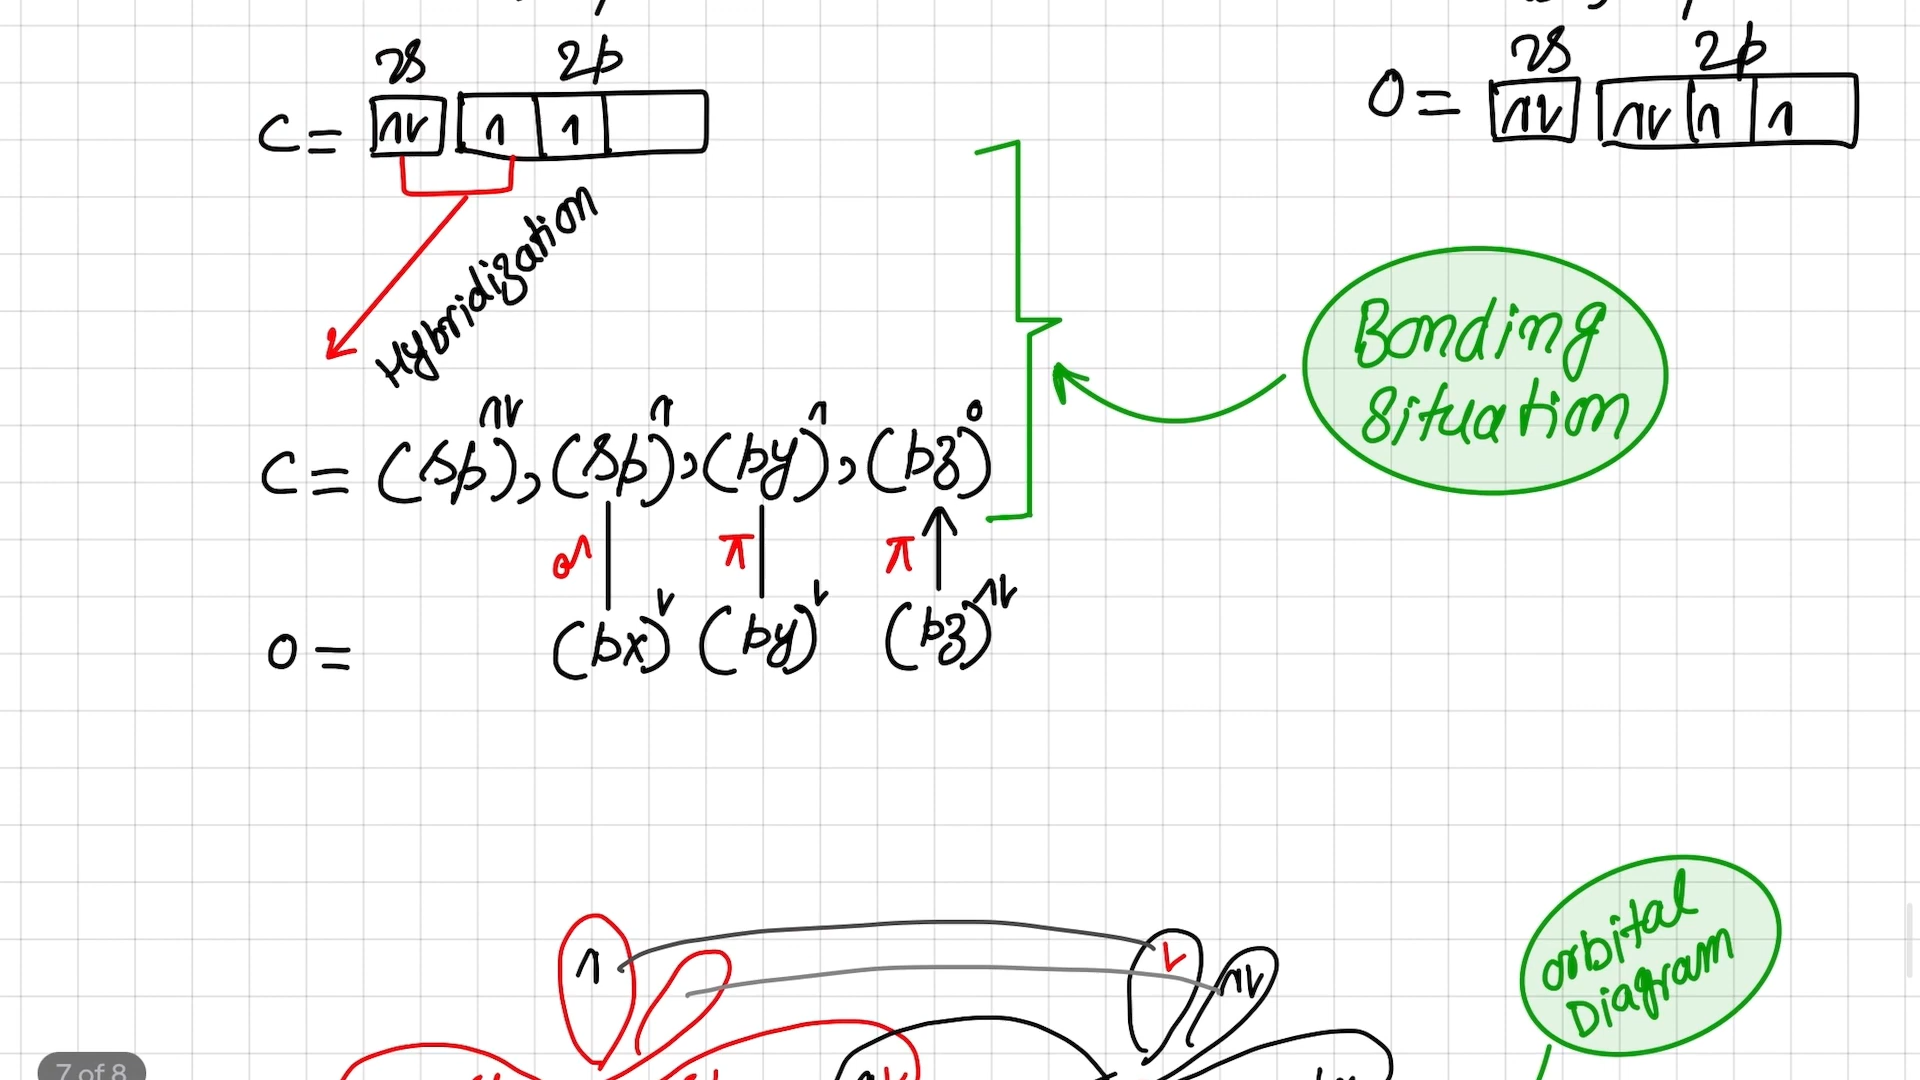 2s 2p
C = ↑↓ ↑ ↑
2s 2p
O = ↑↓ ↑↓ ↑ ↑
Hybridization
Bonding
Situation
C = (sp)↑↓, (sp)↑, (py)↑, (pz)⁰
σ π π
O = (px)↓ (py)↓ (pz)↑↓
orbital
Diagram
↑ ↓ ↑↓
7 of 8